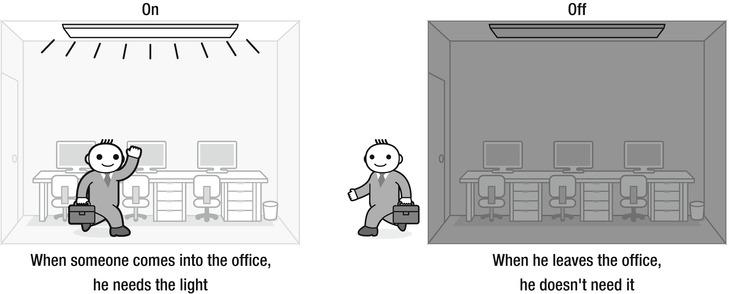 On
When someone comes into the office,
he needs the light
Off
When he leaves the office,
he doesn't need it